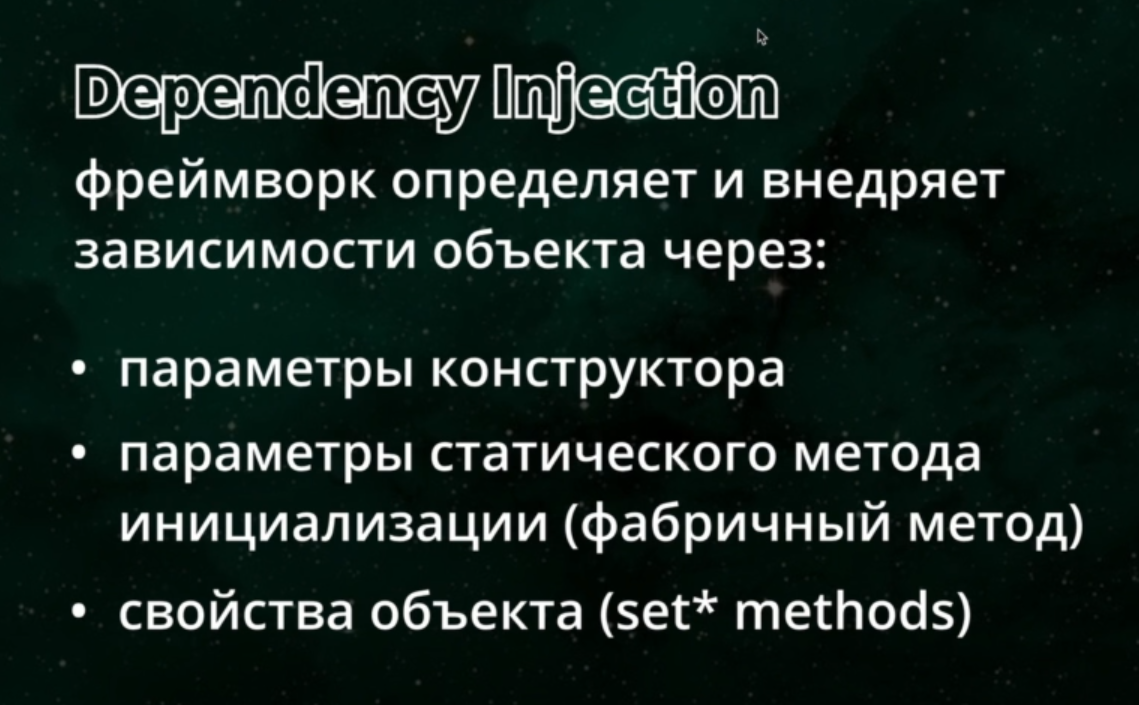 Dependency Injection
фреймворк определяет и внедряет
зависимости объекта через:
• параметры конструктора
• параметры статического метода
инициализации (фабричный метод)
• свойства объекта (set* methods)